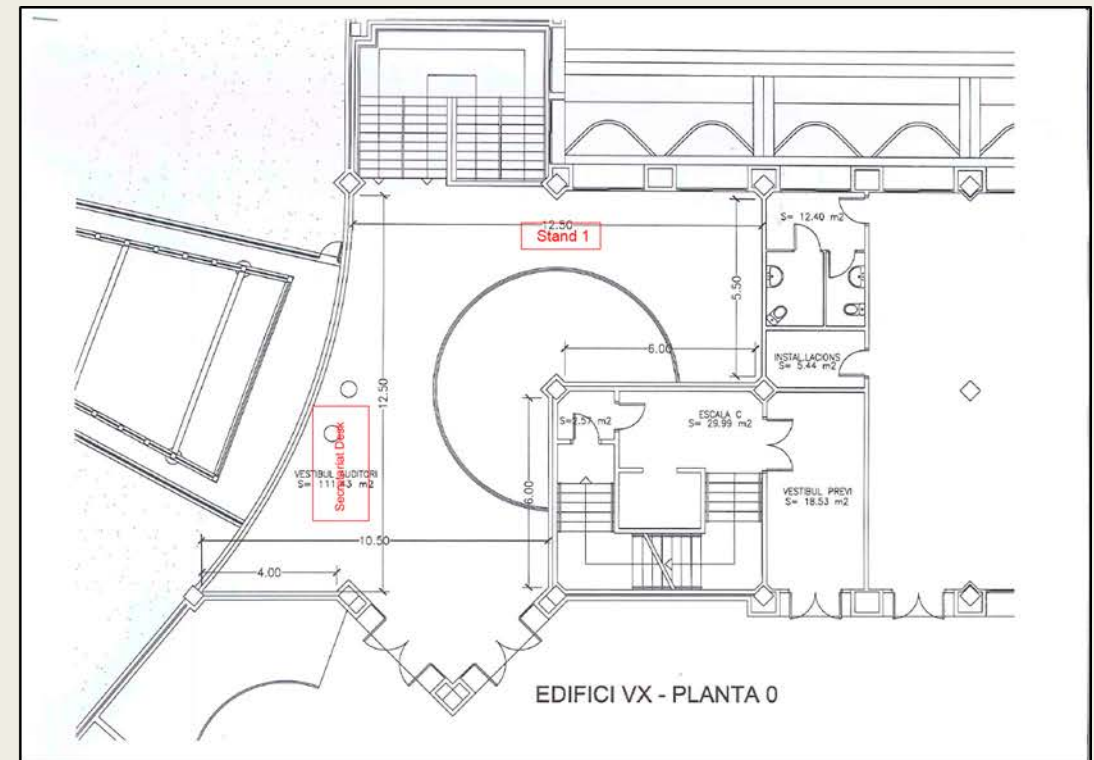 12.50
Stand 1
S= 12.40 m2
5.50
6.00
INSTAL.LACIONS
S= 5.44 m2
12.50
S=2.57 m2
ESCALA C
S= 29.99 m2
Secretariat Desk
VESTIBUL AUDITORI
S= m2
6.00
VESTIBUL PREVI
S= 18.53 m2
10.50
4.00
EDIFICI VX - PLANTA 0